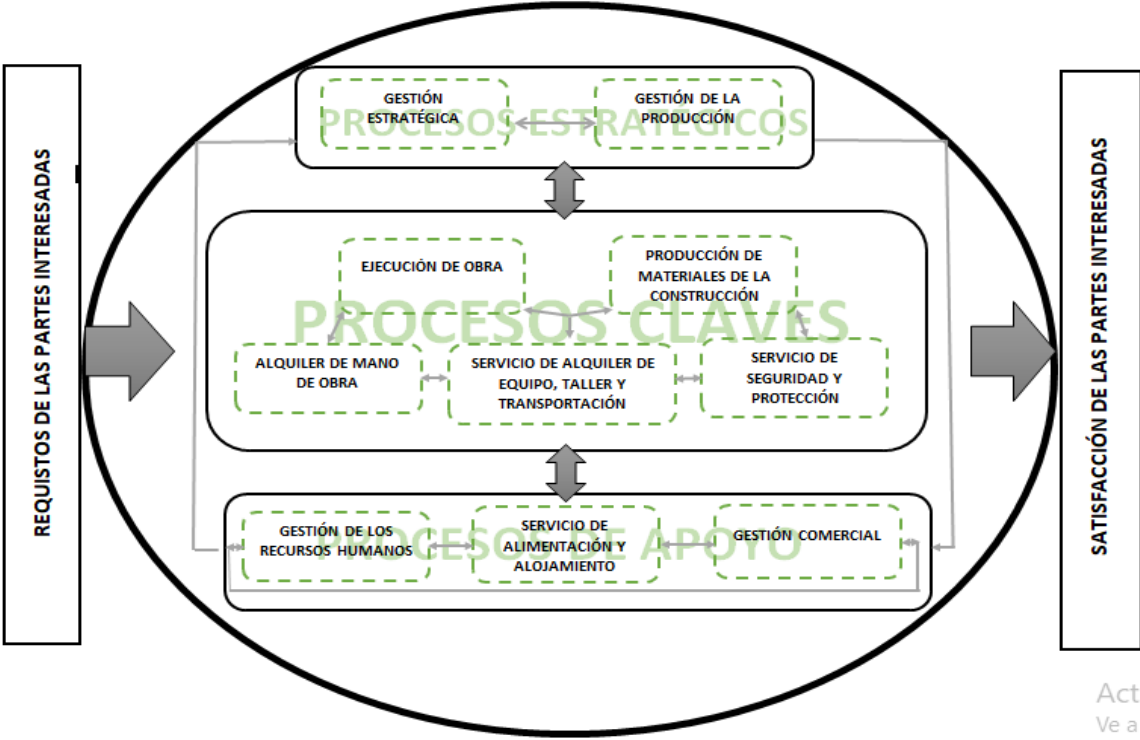 REQUISTOS DE LAS PARTES INTERESADAS
PROCESOS ESTRATÉGICOS
GESTIÓN
ESTRATÉGICA
GESTIÓN DE LA
PRODUCCIÓN
PROCESOS CLAVES
EJECUCIÓN DE OBRA
PRODUCCIÓN DE
MATERIALES DE LA
CONSTRUCCIÓN
ALQUILER DE MANO
DE OBRA
SERVICIO DE ALQUILER DE
EQUIPO, TALLER Y
TRANSPORTACIÓN
SERVICIO DE
SEGURIDAD Y
PROTECCIÓN
PROCESOS DE APOYO
GESTIÓN DE LOS
RECURSOS HUMANOS
SERVICIO DE
ALIMENTACIÓN Y
ALOJAMIENTO
GESTIÓN COMERCIAL
SATISFACCIÓN DE LAS PARTES INTERESADAS
Act
Ve a